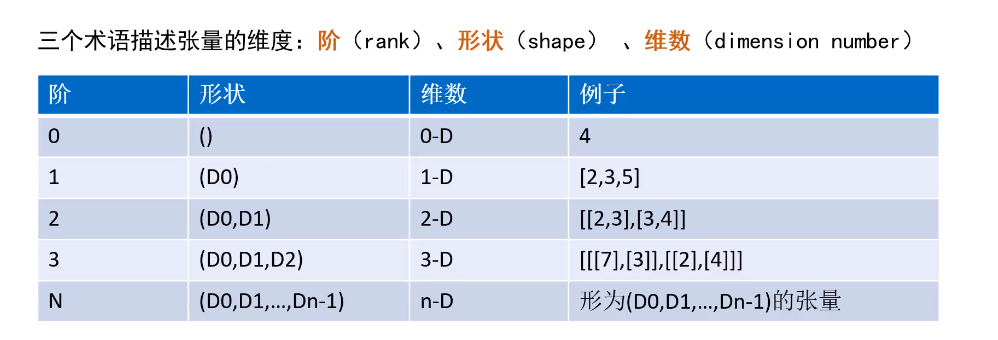 三个术语描述张量的维度：阶（rank）、形状（shape） 、维数（dimension number）
阶 形状 维数 例子
0 () 0-D 4
1 (D0) 1-D [2,3,5]
2 (D0,D1) 2-D [[2,3],[3,4]]
3 (D0,D1,D2) 3-D [[[7],[3]],[[2],[4]]]
N (D0,D1,...,Dn-1) n-D 形为(D0,D1,...,Dn-1)的张量